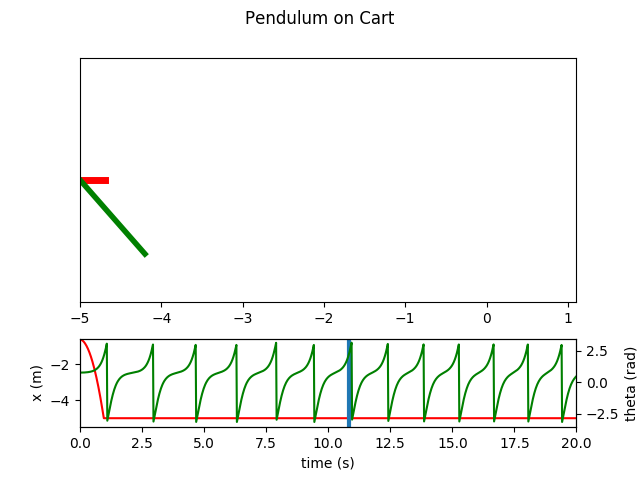 Pendulum on Cart
−5 −4 −3 −2 −1 0 1
−2
−4
x (m)
2.5
0.0
−2.5
theta (rad)
0.0 2.5 5.0 7.5 10.0 12.5 15.0 17.5 20.0
time (s)